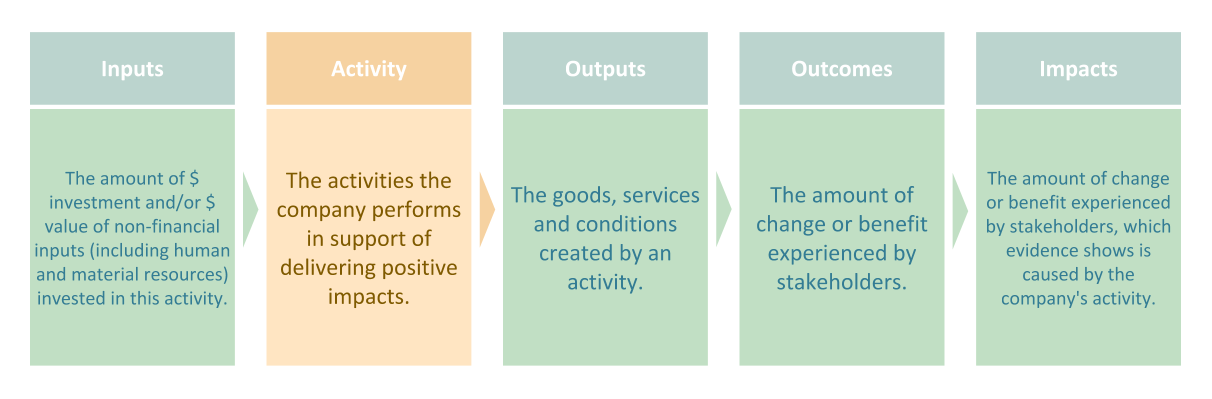 Inputs
Activity
Outputs
Outcomes
Impacts
The amount of $
investment and/or $
value of non-financial
inputs (including human
and material resources)
invested in this activity.
The activities the
company performs
in support of
delivering positive
impacts.
The goods, services
and conditions
created by an
activity.
The amount of
change or benefit
experienced by
stakeholders.
The amount of change
or benefit experienced
by stakeholders, which
evidence shows is
caused by the
company's activity.